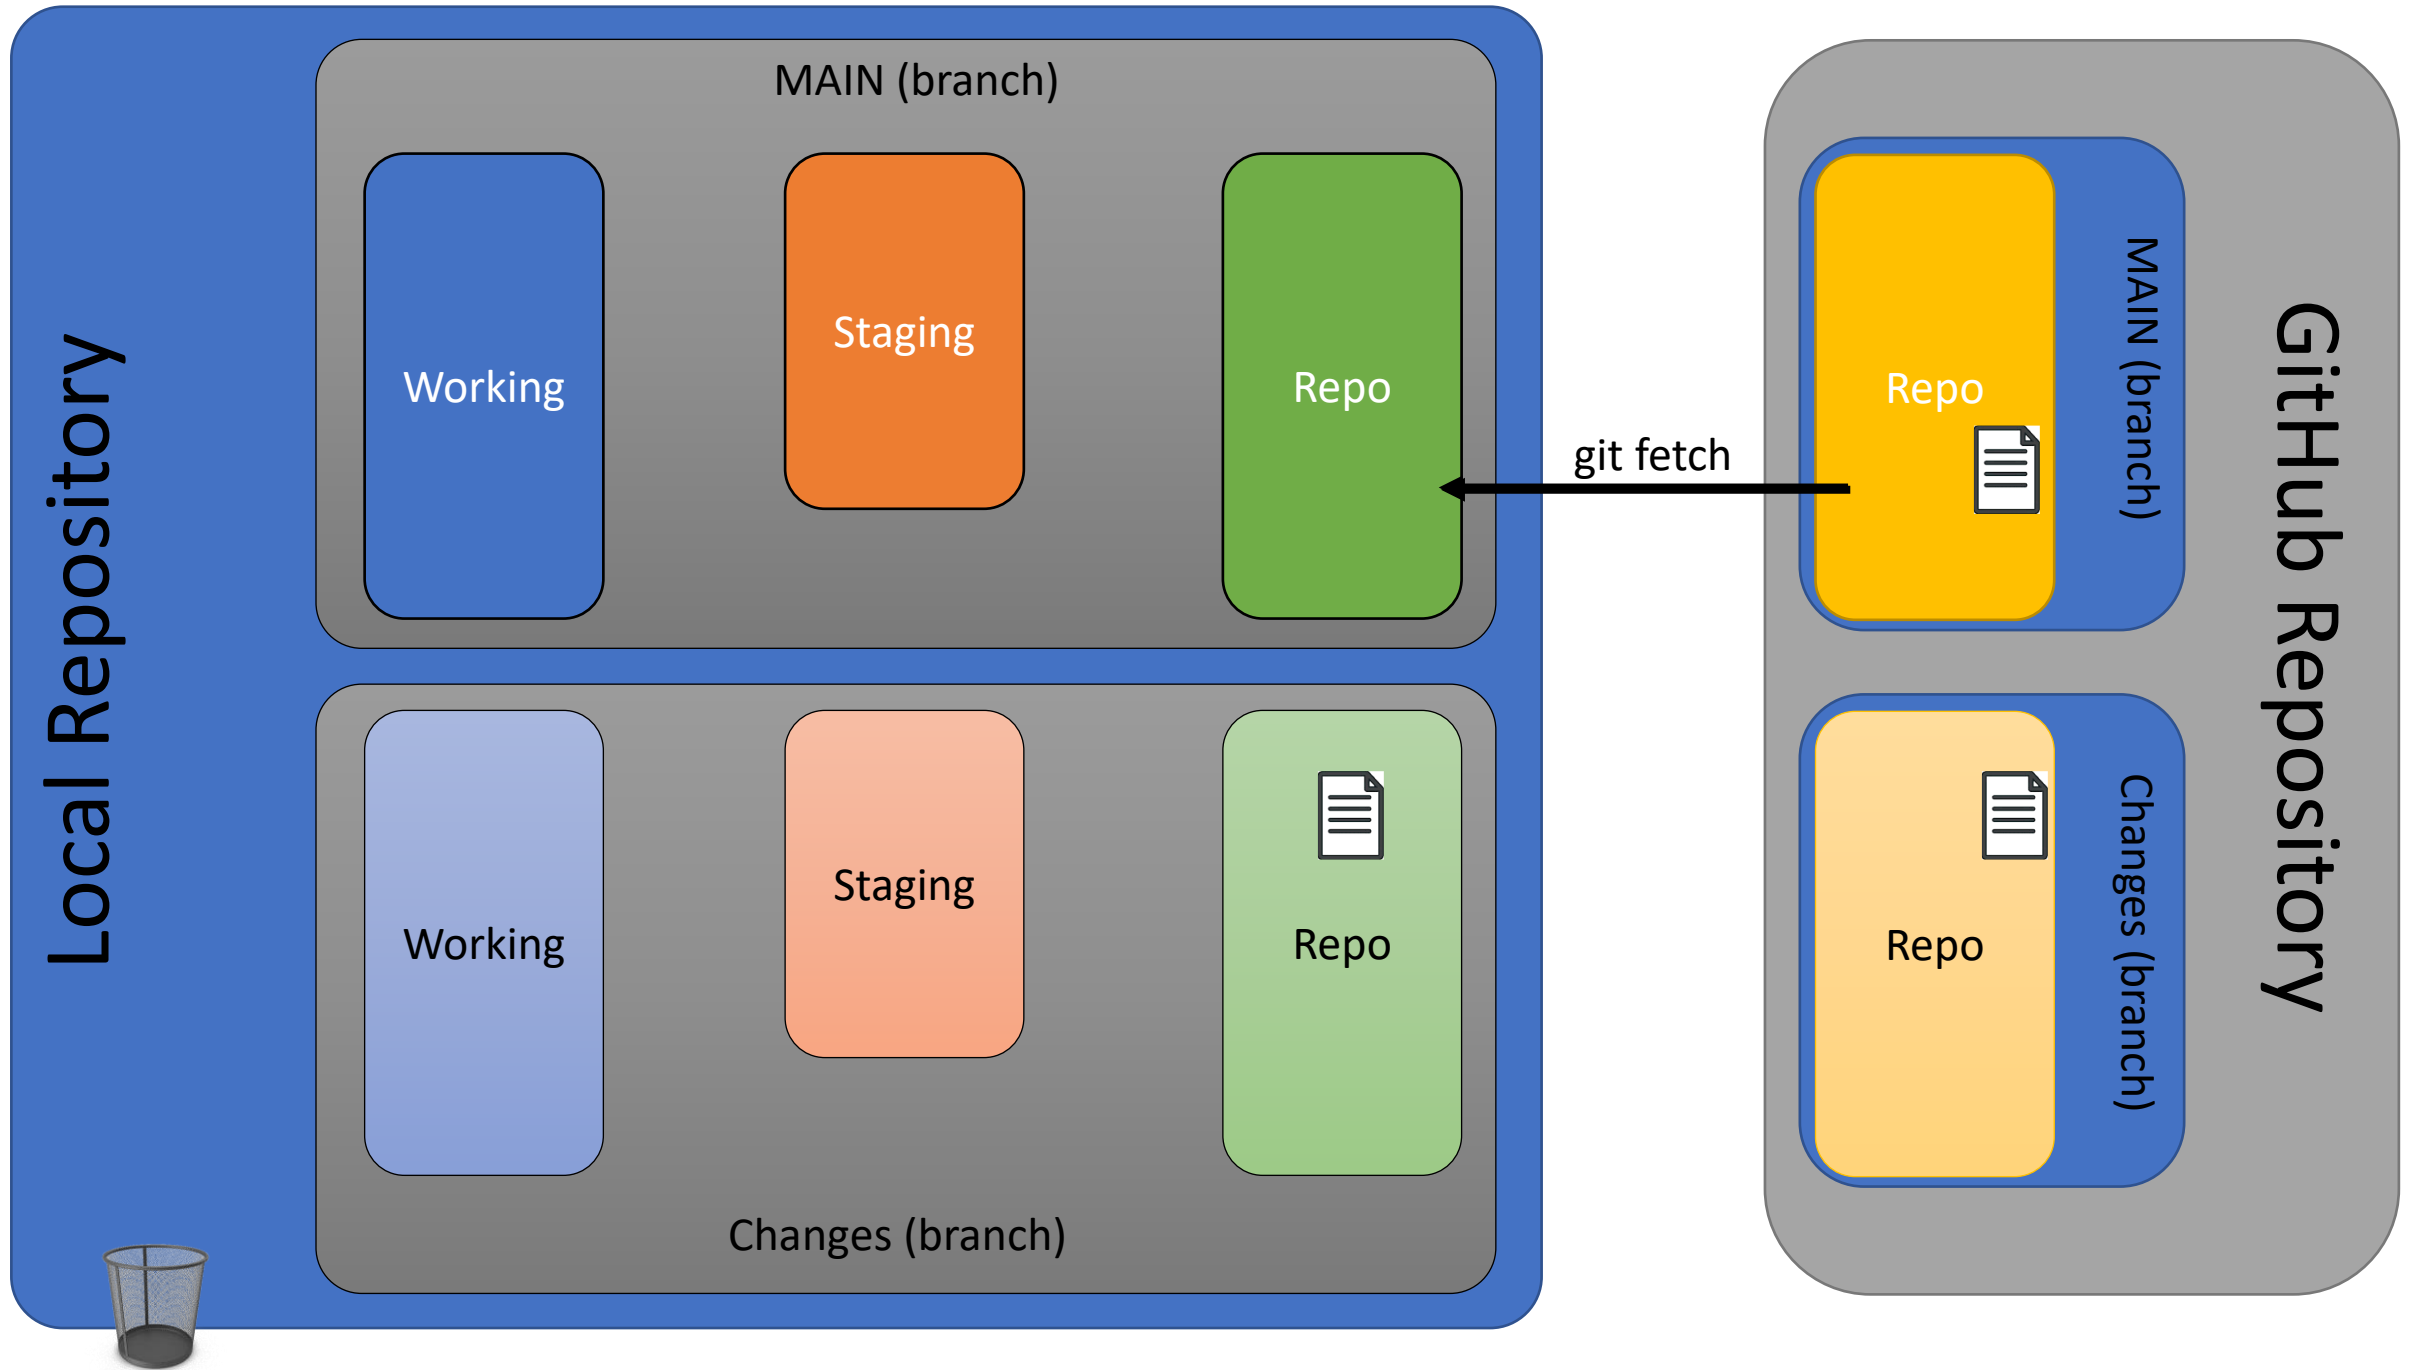 Local Repository
MAIN (branch)
Working
Staging
Repo
git fetch
Repo
MAIN (branch)
GitHub Repository
Working
Staging
Repo
Changes (branch)
Repo
Changes (branch)